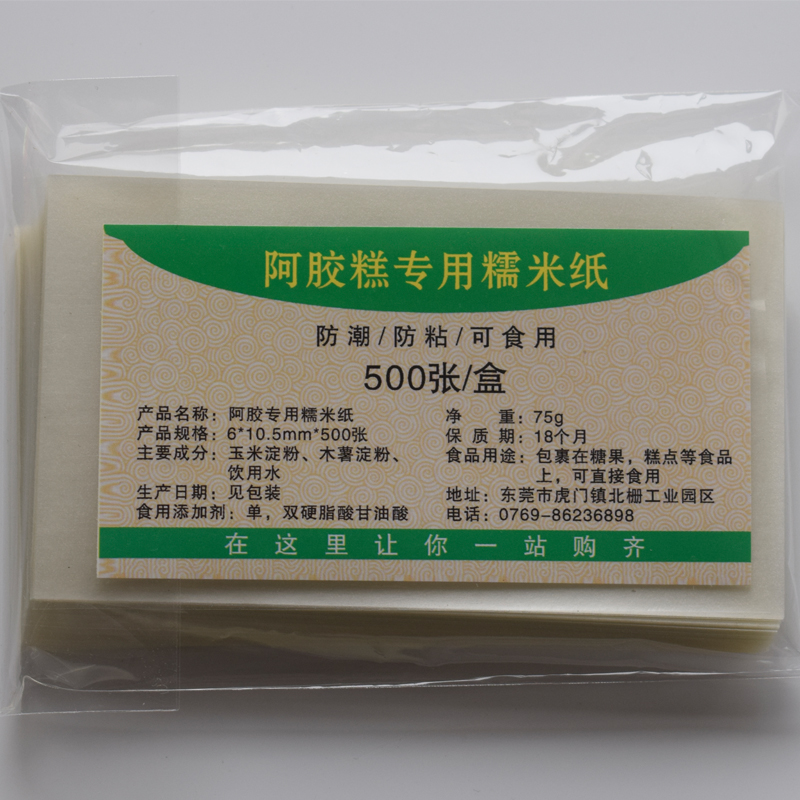 阿胶糕专用糯米纸
防潮/防粘/可食用
500张/盒
产品名称：阿胶专用糯米纸
产品规格：6*10.5mm*500张
主要成分：玉米淀粉、木薯淀粉、
饮用水
生产日期：见包装
食用添加剂：单，双硬脂酸甘油酸
净 重：75g
保 质 期：18个月
食品用途：包裹在糖果，糕点等食品
上，可直接食用
地址：东莞市虎门镇北栅工业园区
电话：0769-86236898
在这里让你一站购齐